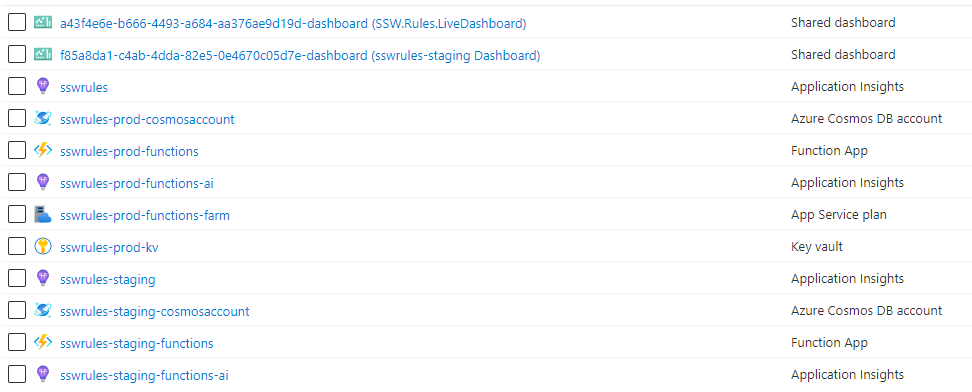 a43f4e6e-b666-4493-a684-aa376ae9d19d-dashboard (SSW.Rules.LiveDashboard) Shared dashboard
f85a8da1-c4ab-4dda-82e5-0e4670c05d7e-dashboard (sswrules-staging Dashboard) Shared dashboard
sswrules Application Insights
sswrules-prod-cosmosaccount Azure Cosmos DB account
sswrules-prod-functions Function App
sswrules-prod-functions-ai Application Insights
sswrules-prod-functions-farm App Service plan
sswrules-prod-kv Key vault
sswrules-staging Application Insights
sswrules-staging-cosmosaccount Azure Cosmos DB account
sswrules-staging-functions Function App
sswrules-staging-functions-ai Application Insights